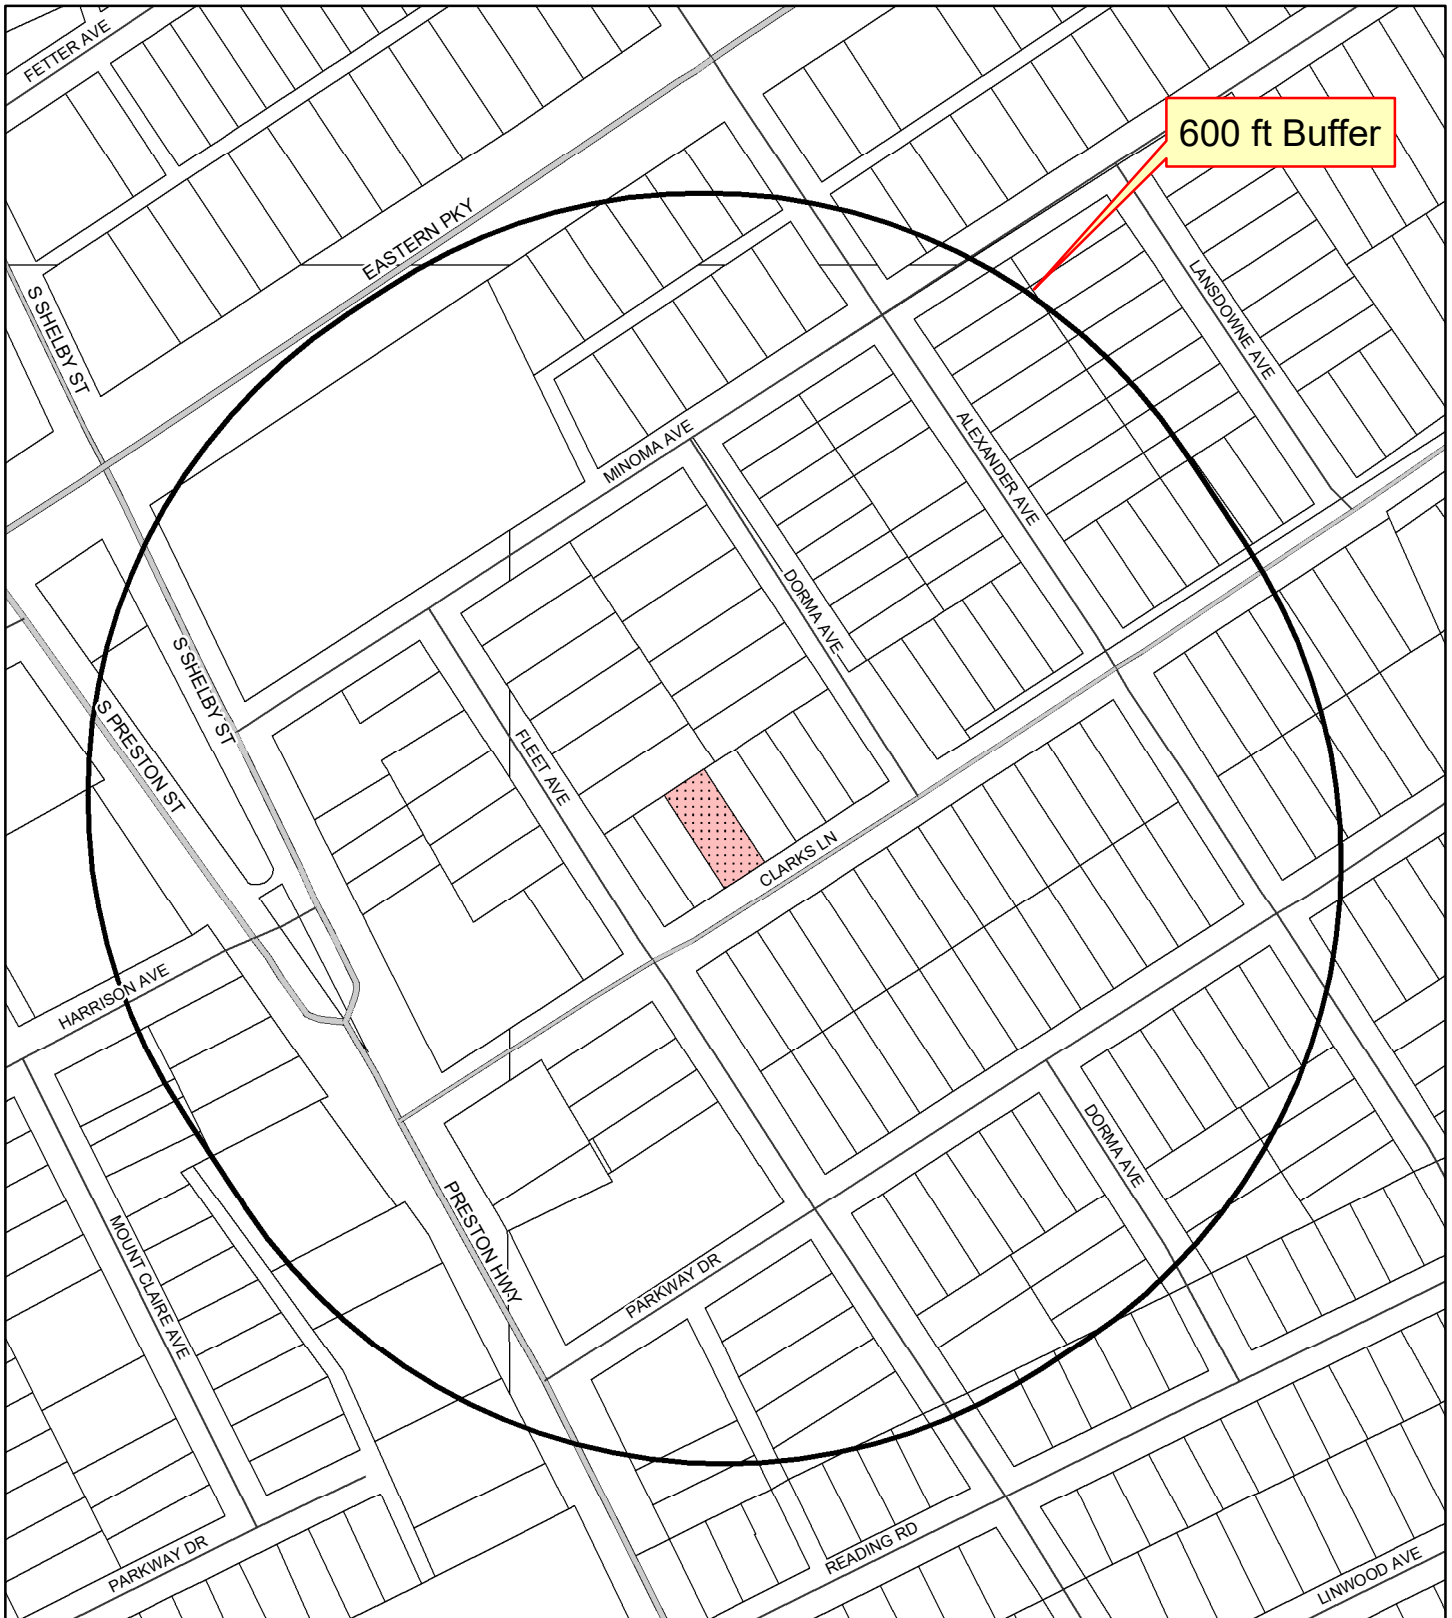 FETTER AVE
600 ft Buffer
EASTERN PKY
S SHELBY ST
LANSDOWNE AVE
MINOMA AVE
ALEXANDER AVE
DORMA AVE
S SHELBY ST
S PRESTON ST
FLEET AVE
CLARKS LN
HARRISON AVE
DORMA AVE
MOUNT CLAIRE AVE
PRESTON HWY
PARKWAY DR
READING RD
PARKWAY DR
LINWOOD AVE